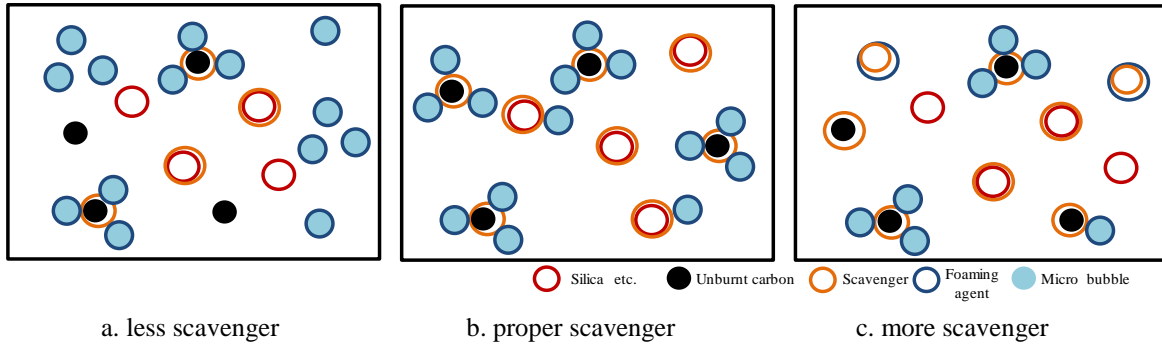 Silica etc. Unburnt carbon Scavenger Foaming agent Micro bubble
a. less scavenger b. proper scavenger c. more scavenger